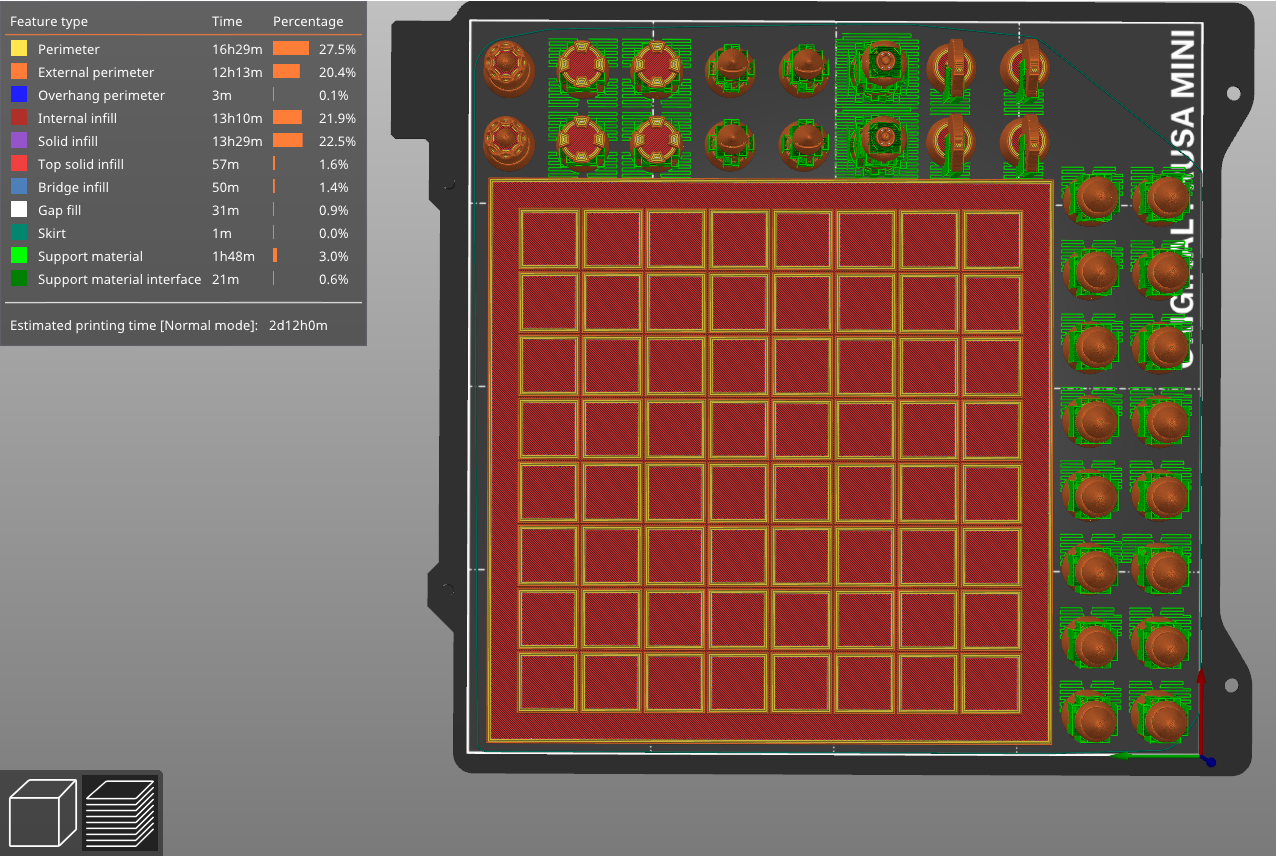 Feature type Time Percentage
Perimeter 16h29m 27.5%
External perimeter 12h13m 20.4%
Overhang perimeter 3m 0.1%
Internal infill 13h10m 21.9%
Solid infill 13h29m 22.5%
Top solid infill 57m 1.6%
Bridge infill 50m 1.4%
Gap fill 31m 0.9%
Skirt 1m 0.0%
Support material 1h48m 3.0%
Support material interface 21m 0.6%
Estimated printing time [Normal mode]: 2d12h0m
USA MINI